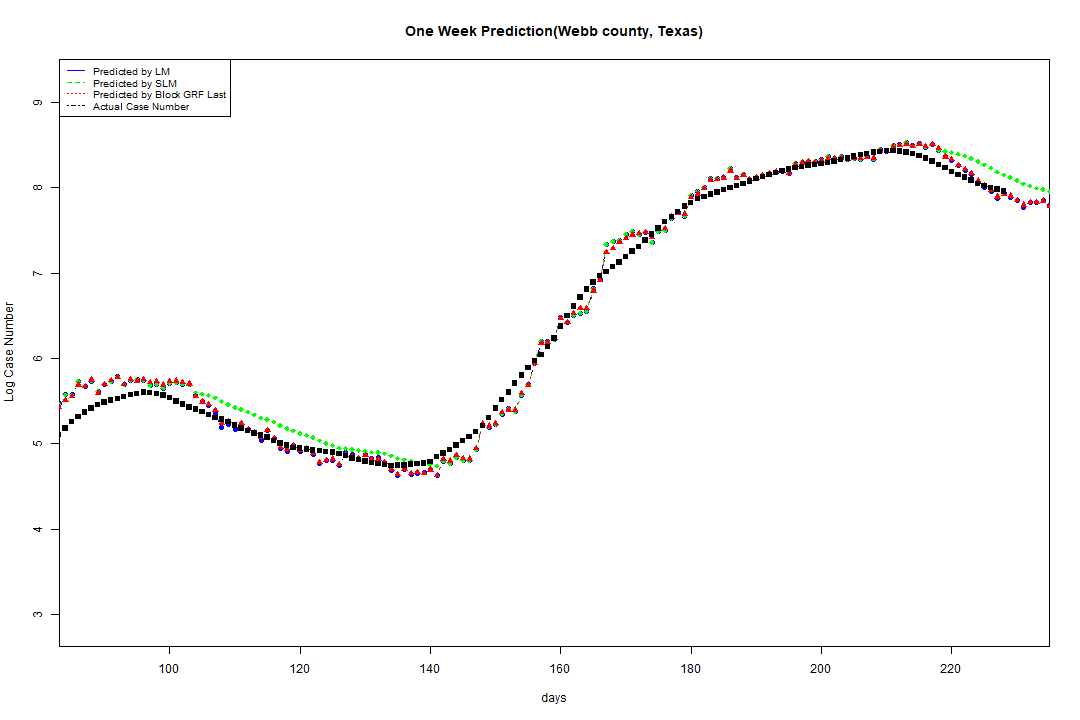 One Week Prediction(Webb county, Texas)
Predicted by LM
Predicted by SLM
Predicted by Block GRF Last
Actual Case Number
9
8
7
6
5
4
3
Log Case Number
100 120 140 160 180 200 220
days